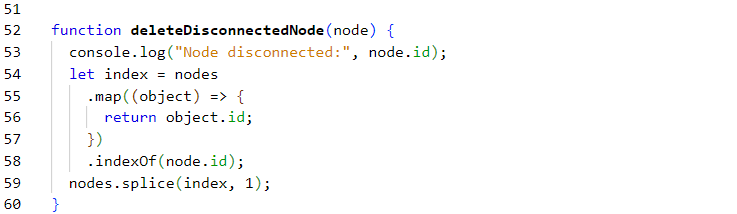 51
52 function deleteDisconnectedNode(node) {
53   console.log("Node disconnected:", node.id);
54   let index = nodes
55     .map((object) => {
56       return object.id;
57     })
58     .indexOf(node.id);
59   nodes.splice(index, 1);
60 }